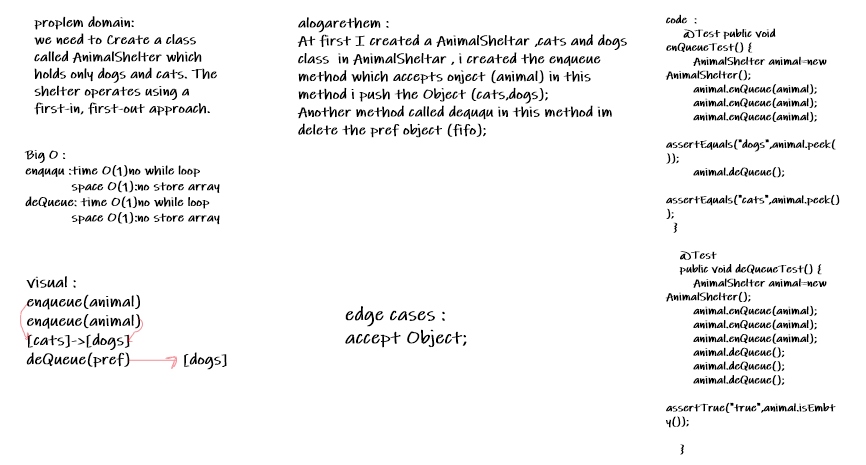 proplem domain:
we need to Create a class
called AnimalShelter which
holds only dogs and cats. The
shelter operates using a
first-in, first-out approach.
Big O :
enququ :time O(1)no while loop
space O(1):no store array
deQueue: time O(1)no while loop
space O(1):no store array
visual :
enqueue(animal)
enqueue(animal)
[cats]->[dogs]
deQueue(pref) [dogs]
alogarethem :
At first I created a AnimalSheltar ,cats and dogs
class in AnimalSheltar , i created the enqueue
method which accepts onject (animal) in this
method i push the Object (cats,dogs);
Another method called deququ in this method im
delete the pref object (fifo);
edge cases :
accept Object;
code :
@Test public void
enQueueTest() {
AnimalShelter animal=new
AnimalShelter();
animal.enQueue(animal);
animal.enQueue(animal);
animal.enQueue(animal);
assertEquals("dogs",animal.peek(
));
animal.deQueue();
assertEquals("cats",animal.peek()
);
}
@Test
public void deQueueTest() {
AnimalShelter animal=new
AnimalShelter();
animal.enQueue(animal);
animal.enQueue(animal);
animal.enQueue(animal);
animal.deQueue();
animal.deQueue();
animal.deQueue();
assertTrue("true",animal.isEmbt
y());
}